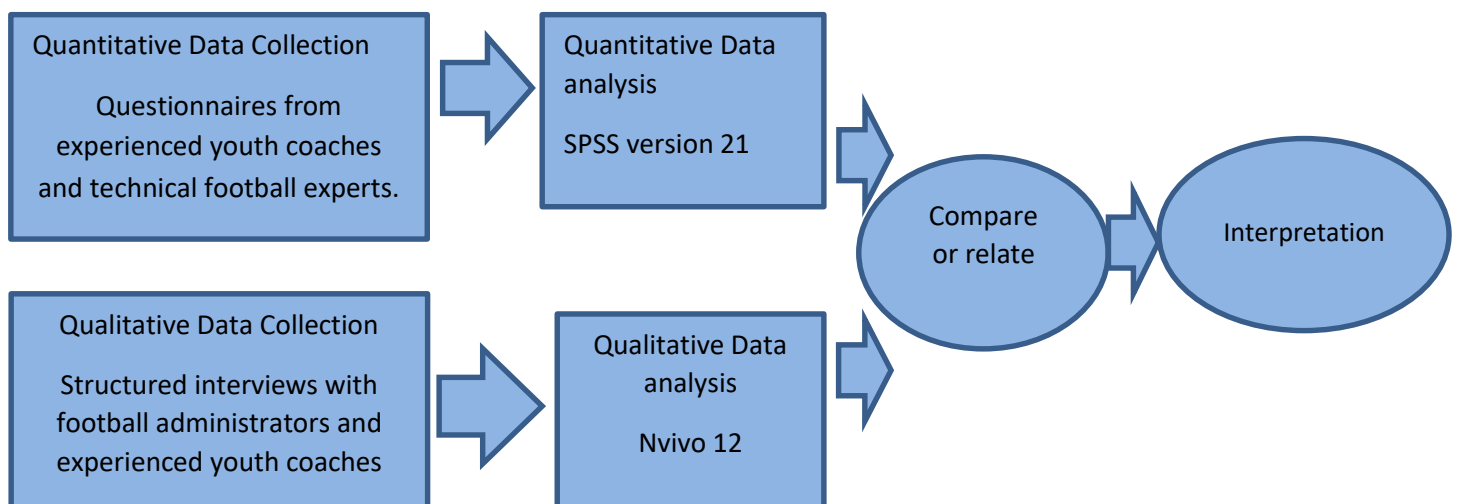 Quantitative Data Collection
Questionnaires from
experienced youth coaches
and technical football experts.
Quantitative Data
analysis
SPSS version 21
Compare
or relate
Interpretation
Qualitative Data Collection
Structured interviews with
football administrators and
experienced youth coaches
Qualitative Data
analysis
Nvivo 12